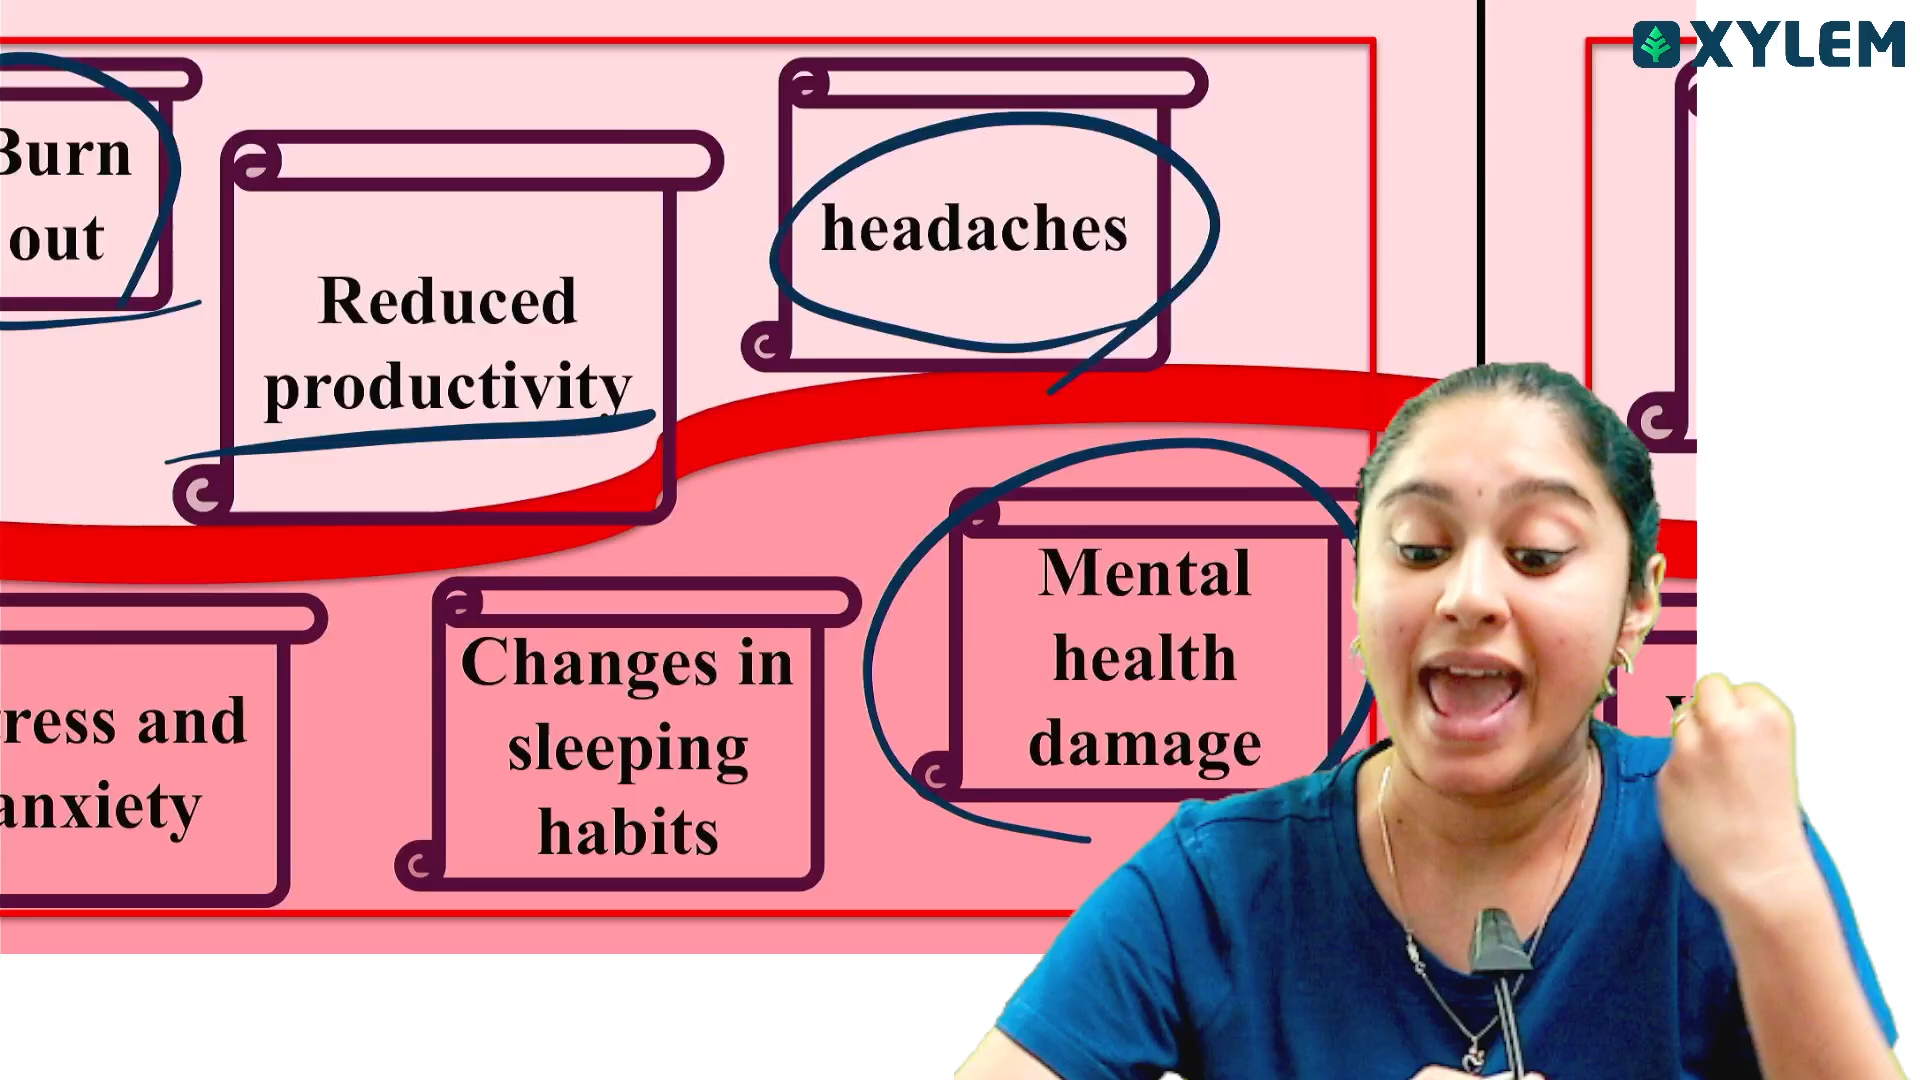 XYLEM
Burn
out
Reduced
productivity
headaches
ress and
anxiety
Changes in
sleeping
habits
Mental
health
damage